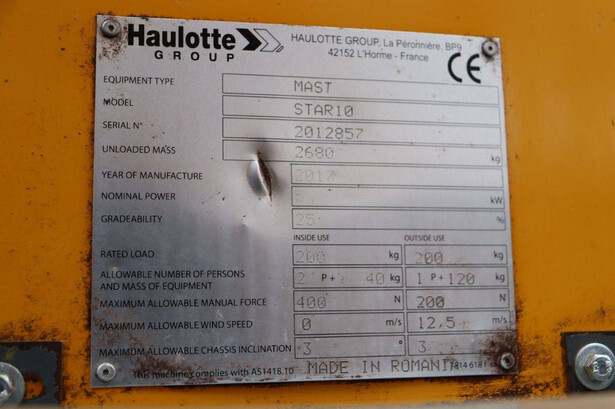 Haulotte
GROUP
HAULOTTE GROUP, La Péronnière, BP9
42152 L'Horme - France
CE
EQUIPMENT TYPE MAST
MODEL STAR10
SERIAL N° 2012857
UNLOADED MASS 2680 kg
YEAR OF MANUFACTURE 2017
NOMINAL POWER kW
GRADEABILITY 25 %
INSIDE USE OUTSIDE USE
RATED LOAD 200 kg 200 kg
ALLOWABLE NUMBER OF PERSONS
AND MASS OF EQUIPMENT 2 P+ 40 kg 1 P+ 120 kg
MAXIMUM ALLOWABLE MANUAL FORCE 400 N 200 N
MAXIMUM ALLOWABLE WIND SPEED 0 m/s 12,5 m/s
MAXIMUM ALLOWABLE CHASSIS INCLINATION 3 ° 3
This machine complies with AS1418.10 MADE IN ROMANI